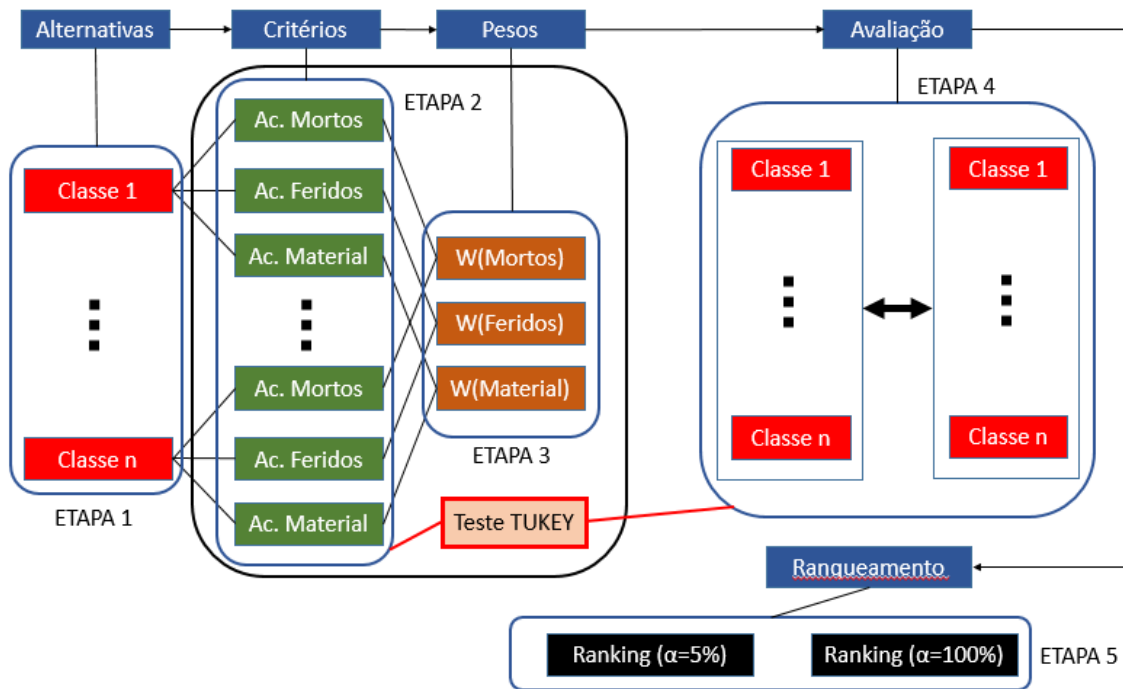 Alternativas
Critérios
Pesos
Avaliação
ETAPA 2
ETAPA 4
Ac. Mortos
Classe 1
Ac. Feridos
Ac. Material
W(Mortos)
W(Feridos)
W(Material)
Ac. Mortos
Classe n
Ac. Feridos
Ac. Material
ETAPA 3
ETAPA 1
Teste TUKEY
Classe 1
Classe 1
Classe n
Classe n
Ranqueamento
Ranking (α=5%)
Ranking (α=100%)
ETAPA 5